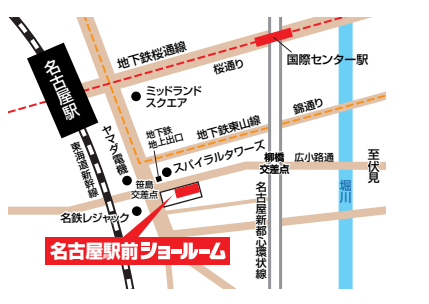 地下鉄桜通線
国際センター駅
桜通り
名古屋駅
ミッドランド
スクエア
錦通り
地下鉄東山線
地下鉄
地上出口
ヤマダ電機
東海道新幹線
スパイラルタワーズ
柳橋
交差点
広小路通
至伏見
笹島
交差点
堀川
名鉄レジャック
名古屋新都心環状線
名古屋駅前ショールーム